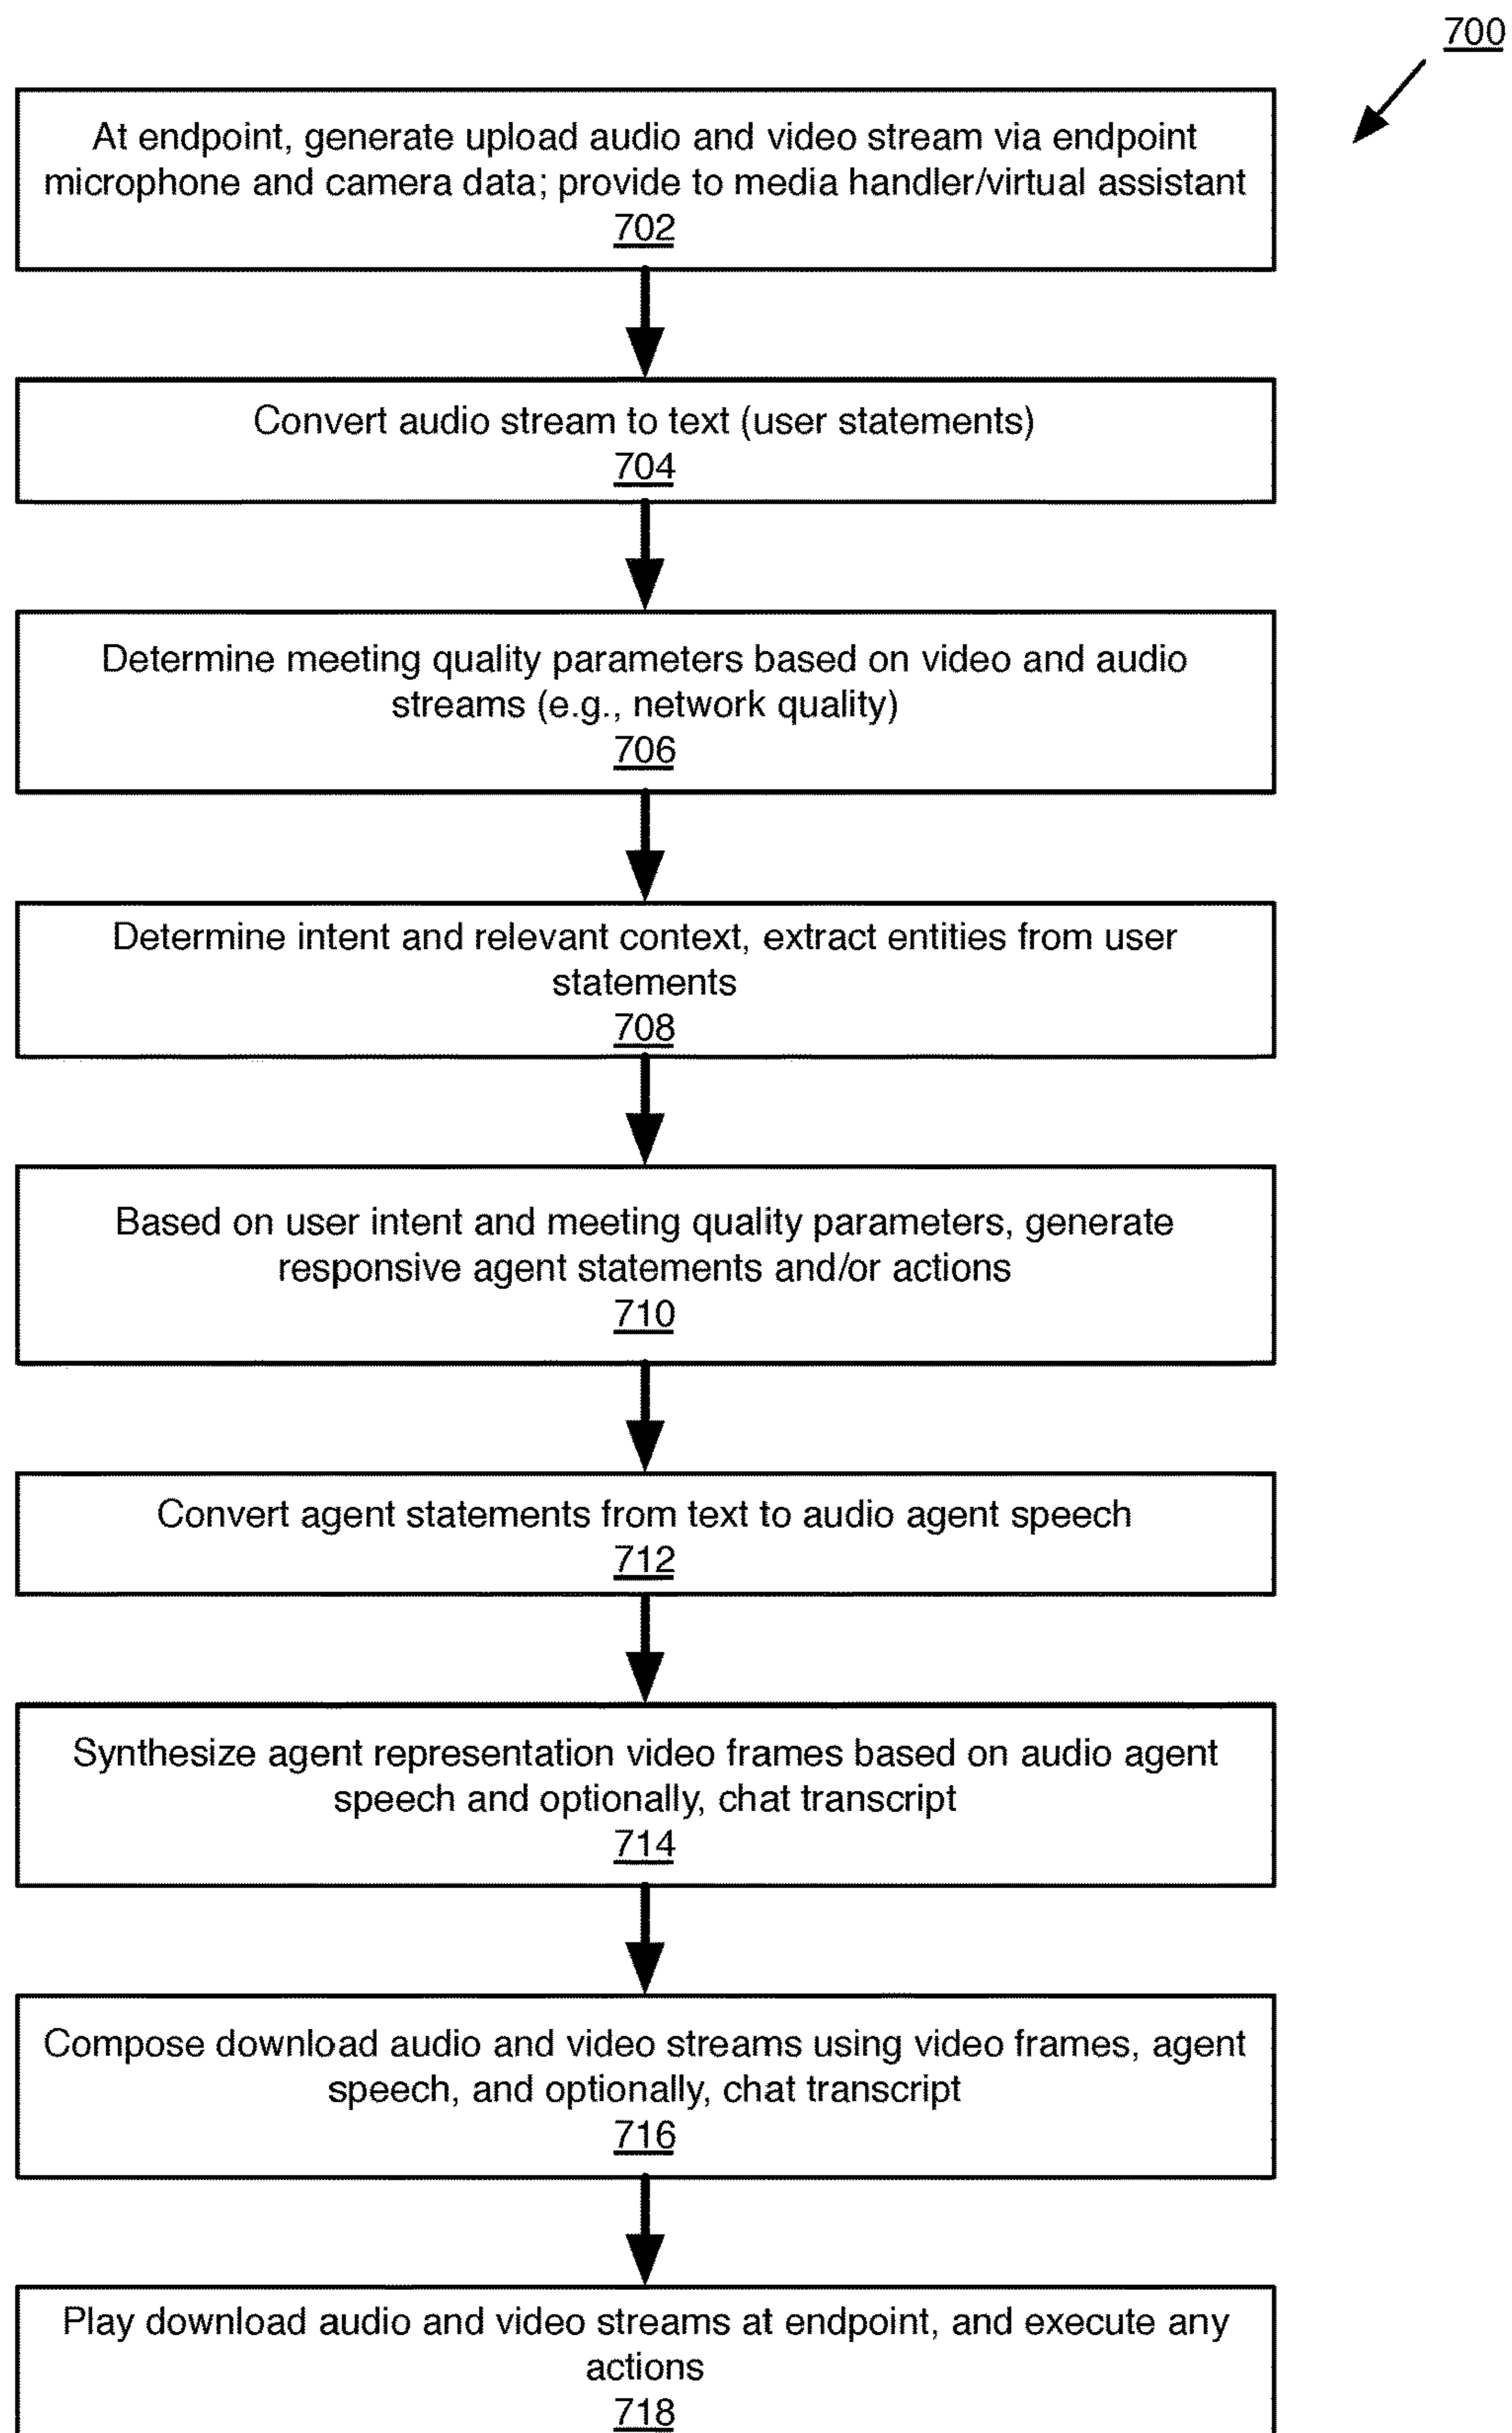 700
At endpoint, generate upload audio and video stream via endpoint
microphone and camera data; provide to media handler/virtual assistant
702
Convert audio stream to text (user statements)
704
Determine meeting quality parameters based on video and audio
streams (e.g., network quality)
706
Determine intent and relevant context, extract entities from user
statements
708
Based on user intent and meeting quality parameters, generate
responsive agent statements and/or actions
710
Convert agent statements from text to audio agent speech
712
Synthesize agent representation video frames based on audio agent
speech and optionally, chat transcript
714
Compose download audio and video streams using video frames, agent
speech, and optionally, chat transcript
716
Play download audio and video streams at endpoint, and execute any
actions
718